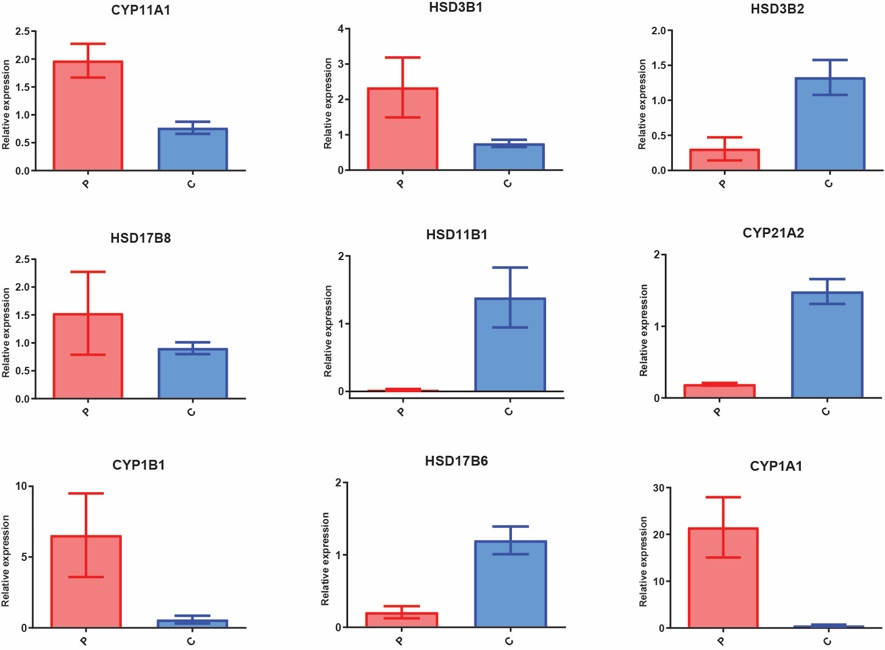 CYP11A1
Relative expression
2.5
2.0
1.5
1.0
0.5
0.0
P
C
HSD3B1
Relative expression
4
3
2
1
0
P
C
HSD3B2
Relative expression
2.0
1.5
1.0
0.5
0.0
P
C
HSD17B8
Relative expression
2.5
2.0
1.5
1.0
0.5
0.0
P
C
HSD11B1
Relative expression
2
1
0
P
C
CYP21A2
Relative expression
2
1
0
P
C
CYP1B1
Relative expression
10
5
0
P
C
HSD17B6
Relative expression
2
1
0
P
C
CYP1A1
Relative expression
30
20
10
0
P
C